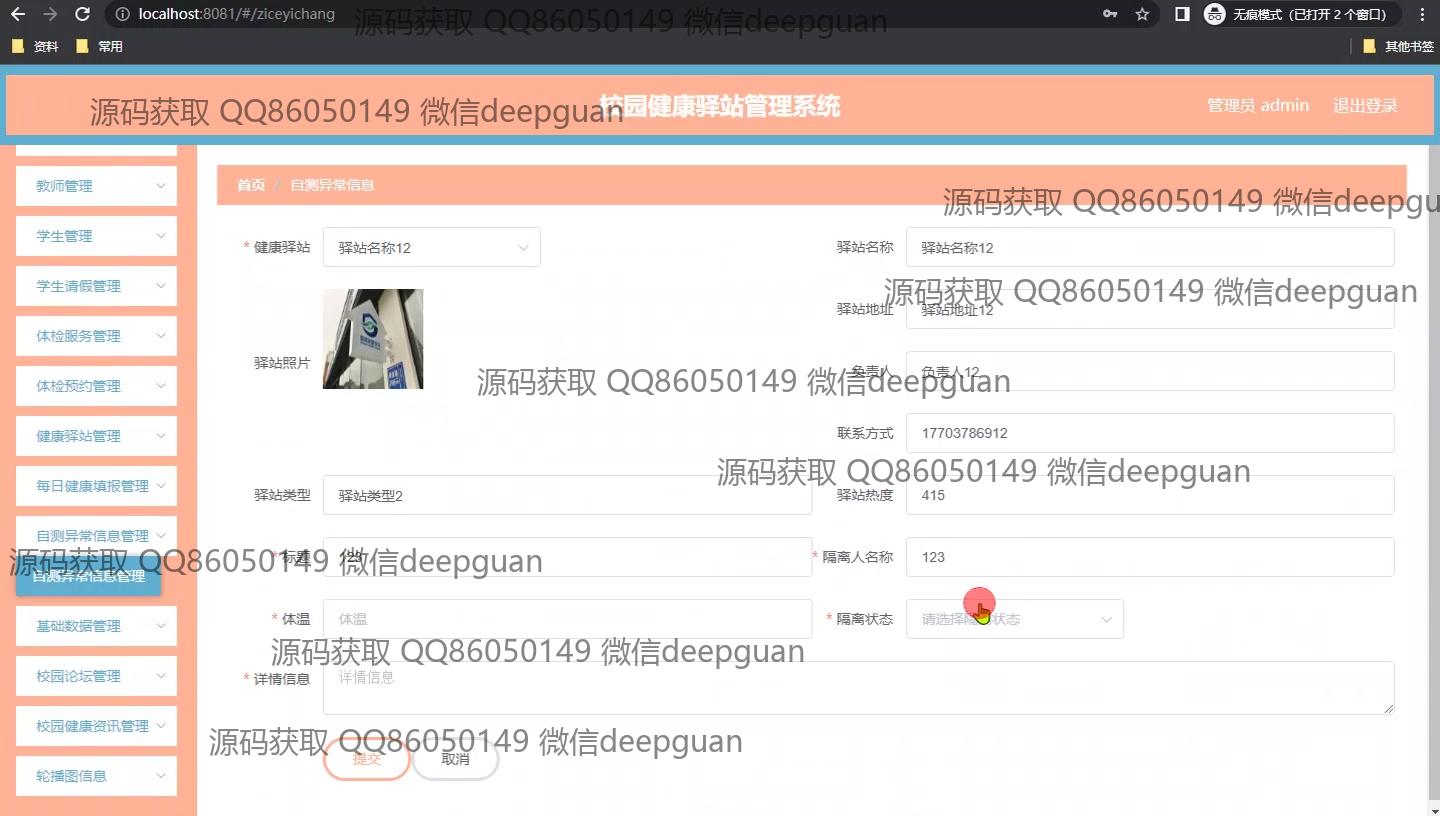 localhost:8081/#/ziceyichang
无痕模式（已打开 2 个窗口）
资料
常用
其他书签
源码获取 QQ86050149 微信deepguan
源码获取 QQ86050149 微信deepguan
校园健康驿站管理系统
管理员 admin
退出登录
教师管理
学生管理
学生请假管理
体检服务管理
体检预约管理
健康驿站管理
每日健康填报管理
自测异常信息管理
自测异常信息管理
基础数据管理
校园论坛管理
校园健康资讯管理
轮播图信息
首页 / 自测异常信息
源码获取 QQ86050149 微信deepgu
* 健康驿站
驿站名称12
驿站名称
驿站名称12
源码获取 QQ86050149 微信deepguan
驿站地址
驿站地址12
驿站照片
负责人
负责人12
源码获取 QQ86050149 微信deepguan
联系方式
17703786912
源码获取 QQ86050149 微信deepguan
驿站类型
驿站类型2
驿站热度
415
源码获取 QQ86050149 微信deepguan
* 标题
123
* 隔离人名称
123
* 体温
体温
* 隔离状态
请选择隔离状态
源码获取 QQ86050149 微信deepguan
* 详情信息
详情信息
源码获取 QQ86050149 微信deepguan
提交
取消